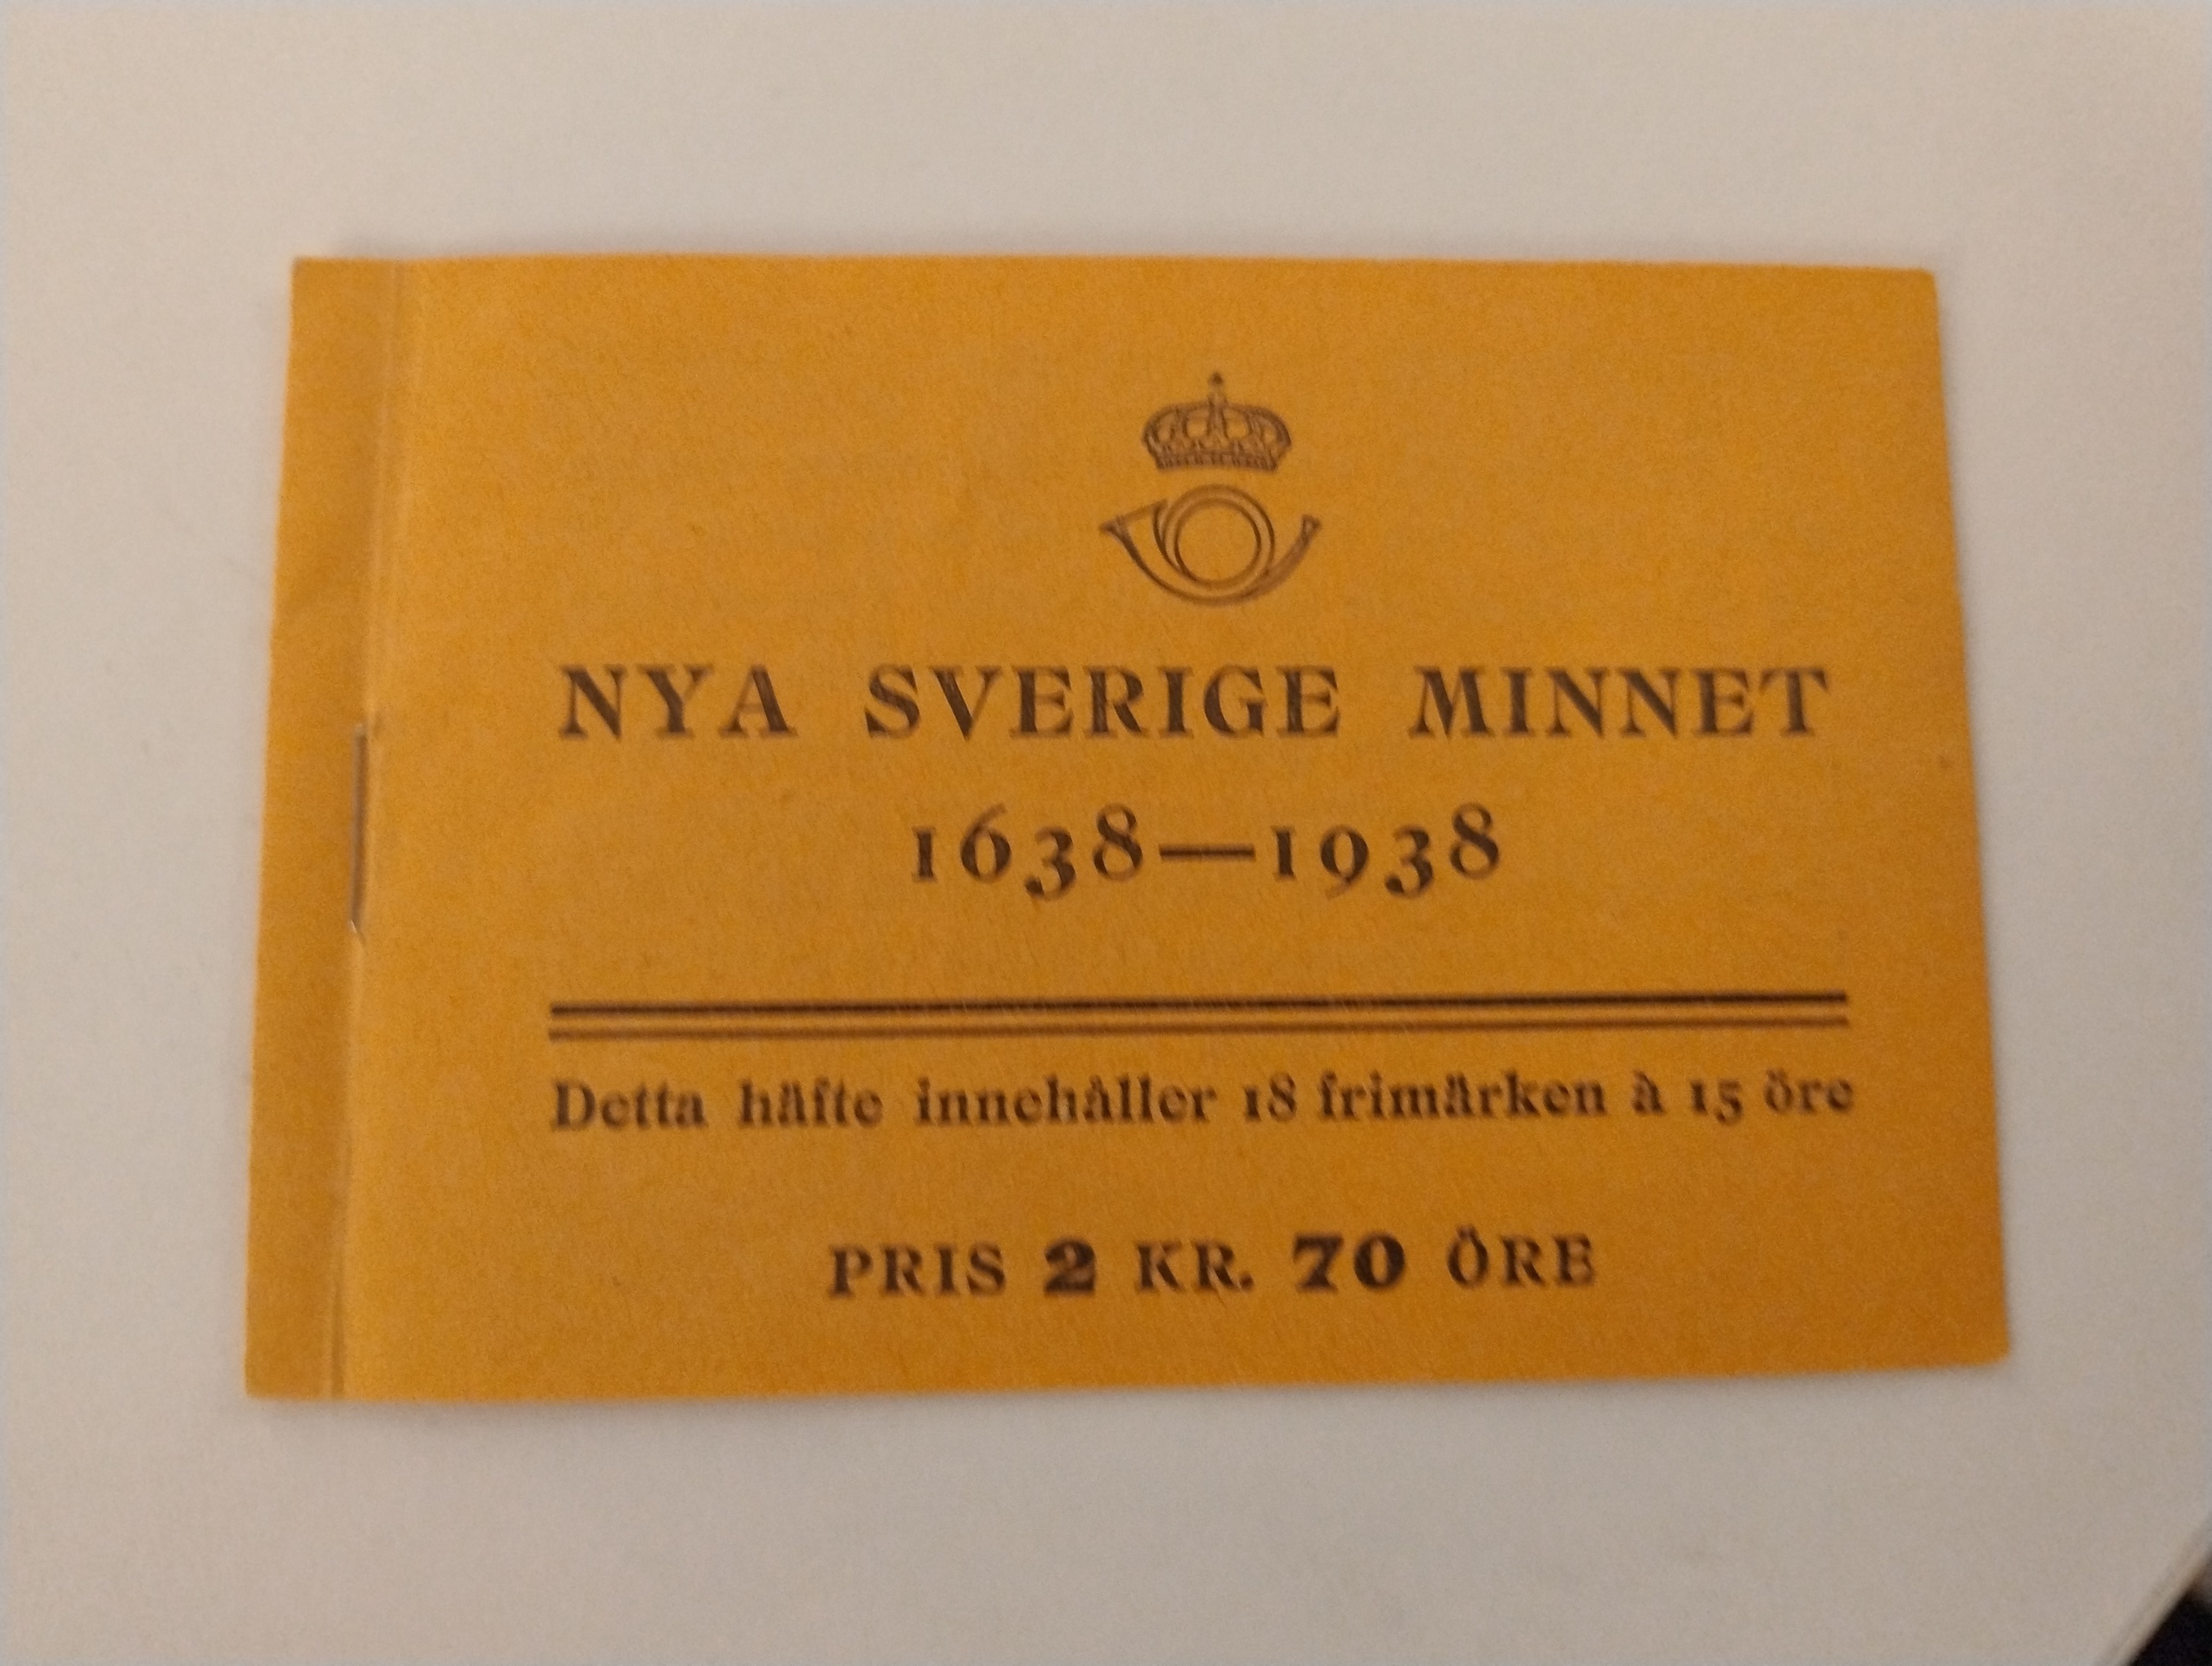 NYA SVERIGE MINNET
1638—1938
Detta häfte innehåller 18 frimärken à 15 öre
PRIS 2 KR. 70 ÖRE